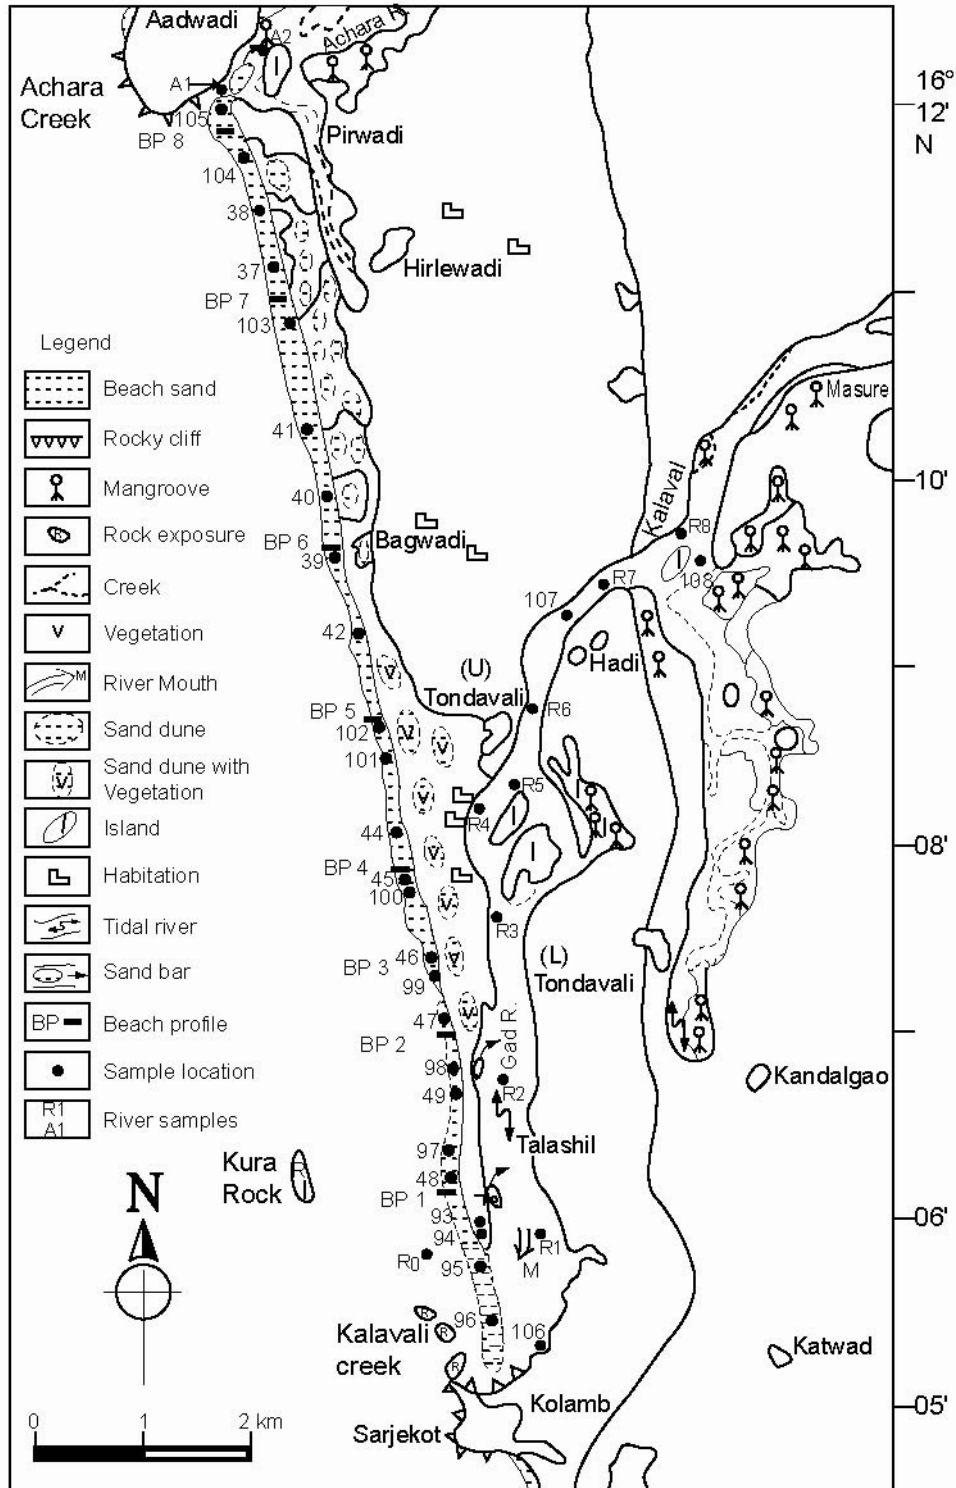 Aadwadi
A2
Achara R.
I
A1
Achara
Creek
16°
12'
N
105
BP 8
Pirwadi
104
38
Hirlewadi
37
BP 7
103
Legend
Beach sand
Rocky cliff
Mangroove
R
Rock exposure
Creek
V
Vegetation
M
River Mouth
Sand dune
V
Sand dune with
Vegetation
I
Island
Habitation
Tidal river
Sand bar
BP
Beach profile
Sample location
R1
A1
River samples
Masure
41
Kalaval
10'
40
R8
BP 6
Bagwadi
39
I
108
R7
107
42
Hadi
(U)
Tondavali
V
R6
BP 5
102
V
V
101
R5
V
I
I
R4
I
44
V
I
08'
BP 4
45
100
V
R3
46
V
(L)
Tondavali
BP 3
99
47
V
BP 2
Gad R.
98
R2
49
Kandalgao
Talashil
97
Kura
Rock
R
I
48
BP 1
N
93
94
06'
R0
R1
M
95
R
96
R
106
Kalavali
creek
R
Katwad
Kolamb
05'
Sarjekot
0
1
2 km